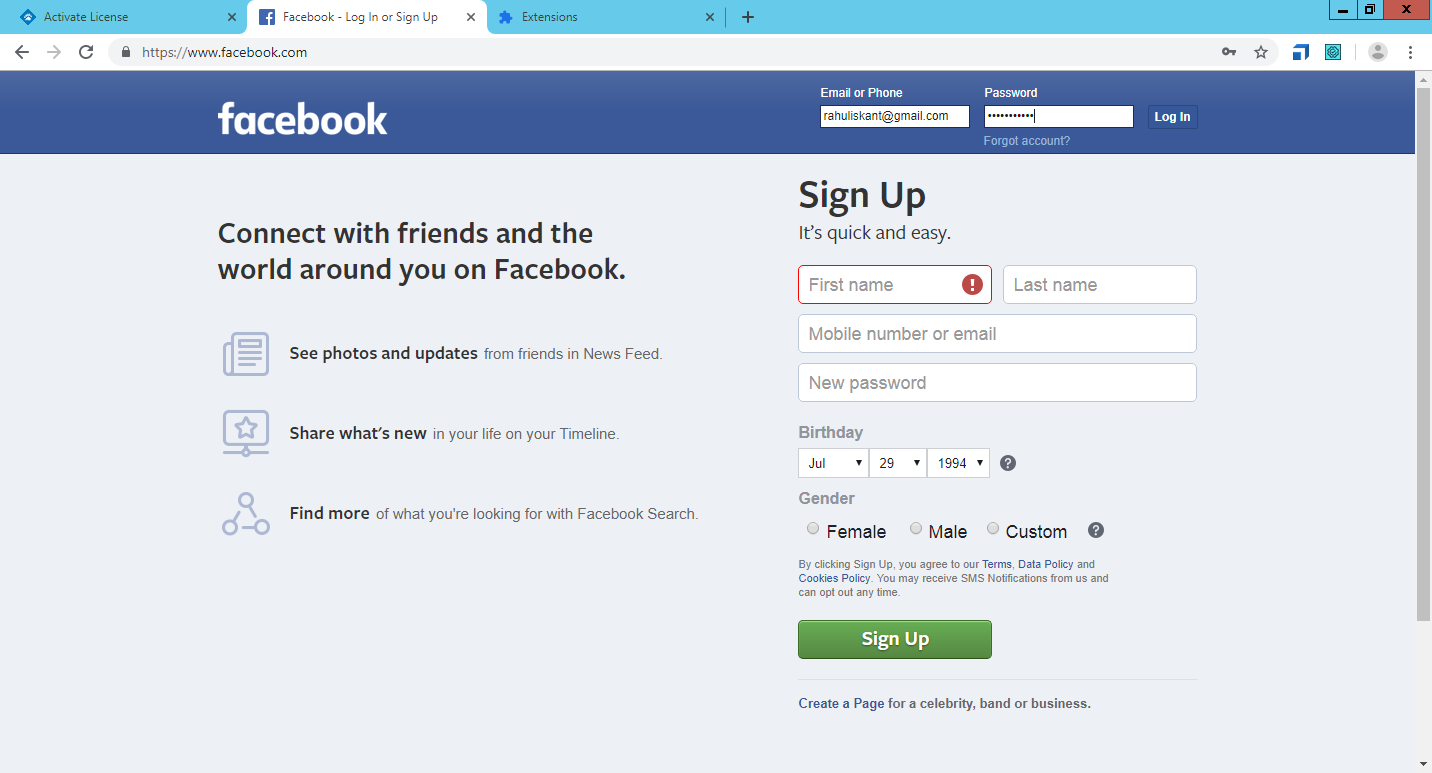 Activate License
Facebook - Log In or Sign Up
Extensions
https://www.facebook.com
facebook
Email or Phone
Password
rahuliskant@gmail.com
•••••••••••
Log In
Forgot account?
Connect with friends and the
world around you on Facebook.
See photos and updates from friends in News Feed.
Share what's new in your life on your Timeline.
Find more of what you're looking for with Facebook Search.
Sign Up
It's quick and easy.
First name
Last name
Mobile number or email
New password
Birthday
Jul 29 1994
Gender
Female Male Custom
By clicking Sign Up, you agree to our Terms, Data Policy and
Cookies Policy. You may receive SMS Notifications from us and
can opt out any time.
Sign Up
Create a Page for a celebrity, band or business.